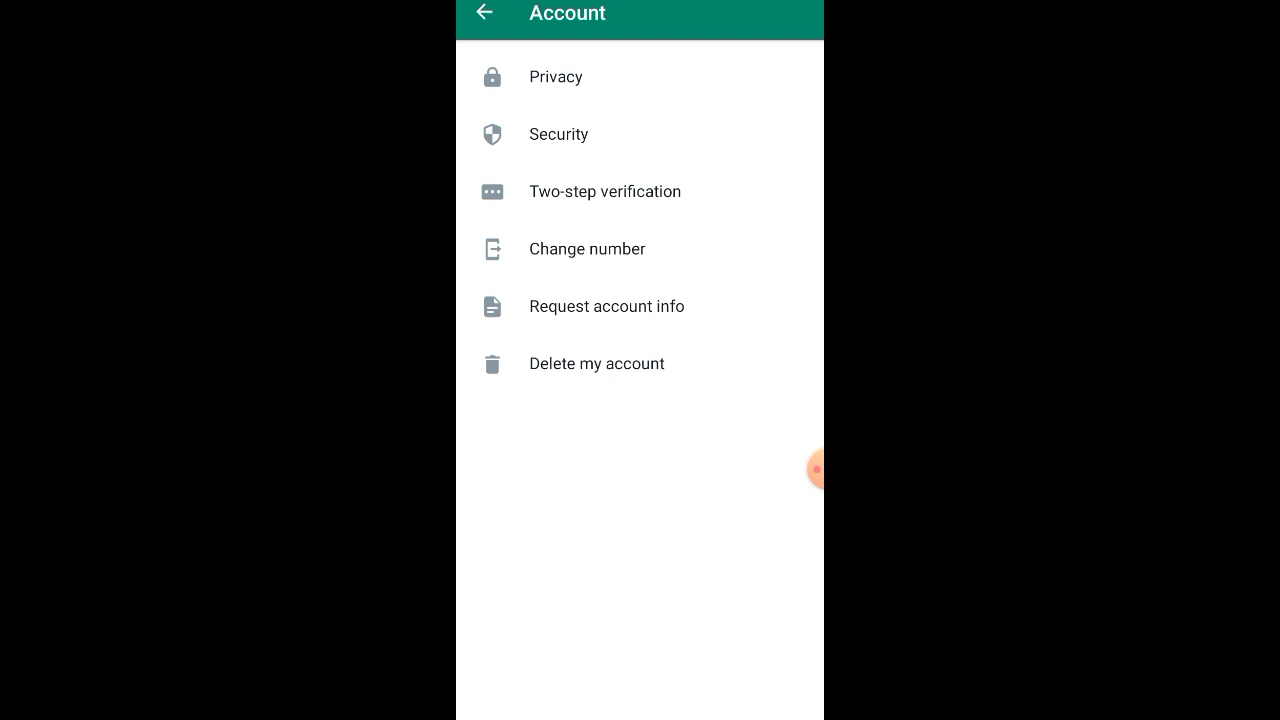 Account
Privacy
Security
Two-step verification
Change number
Request account info
Delete my account